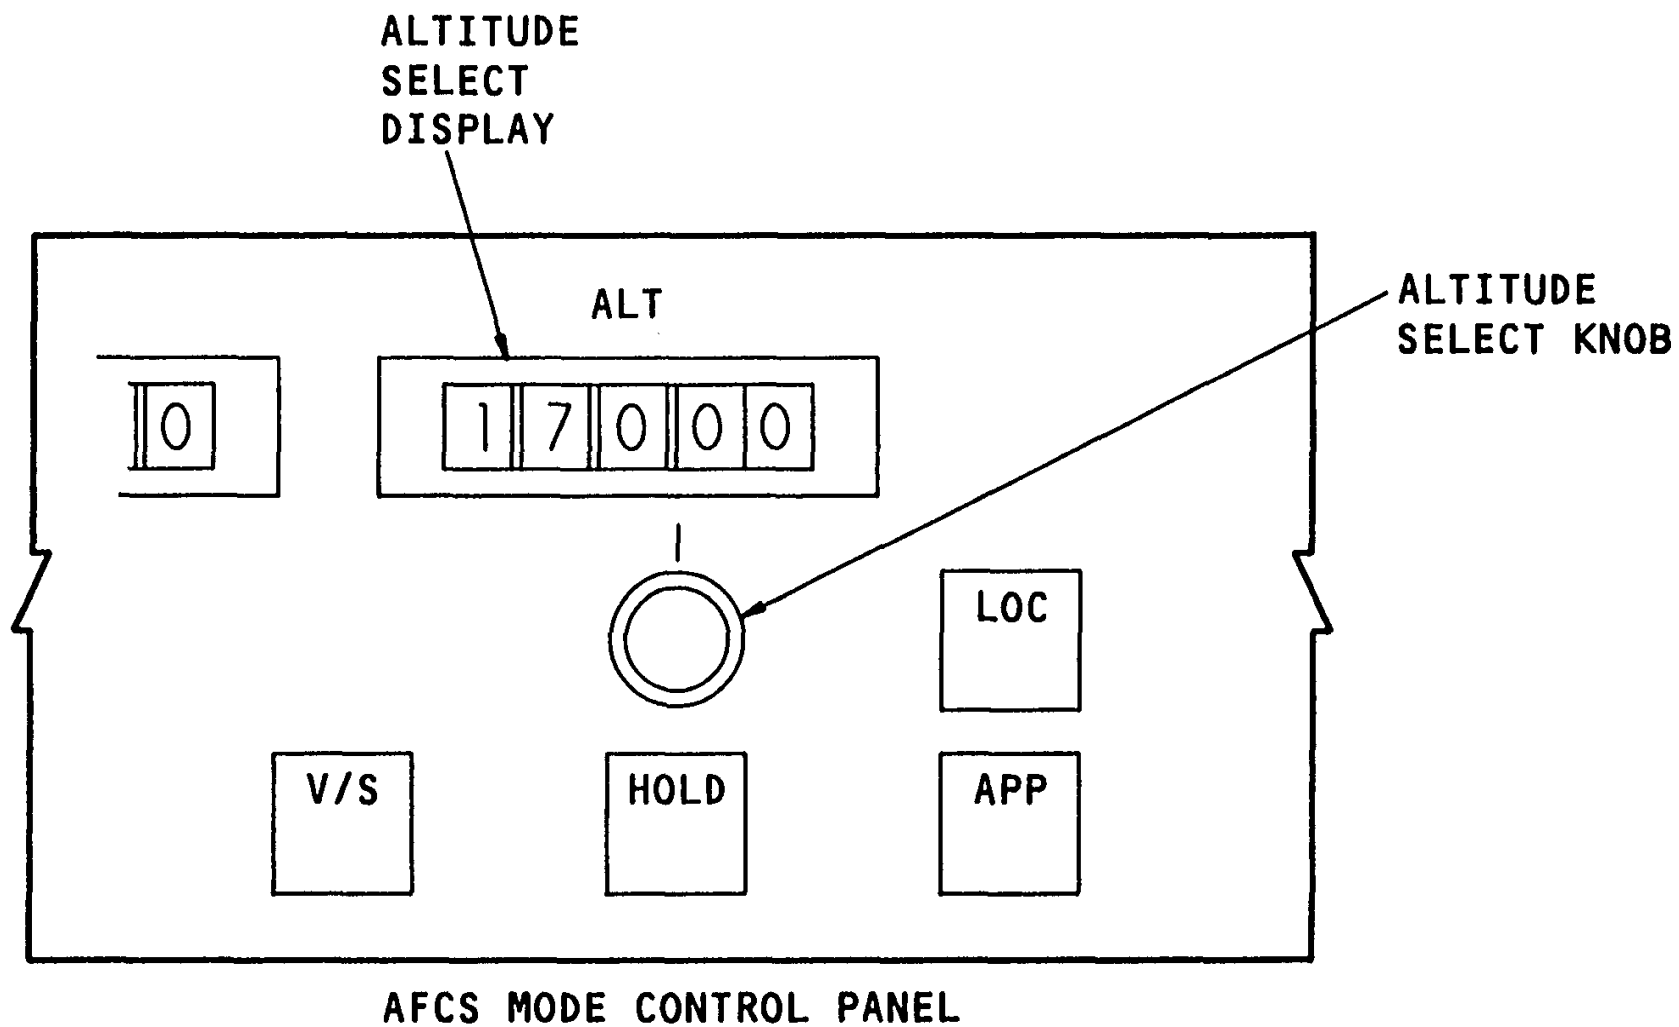 ALTITUDE
SELECT
DISPLAY
ALT
ALTITUDE
SELECT KNOB
0
17000
LOC
V/S
HOLD
APP
AFCS MODE CONTROL PANEL